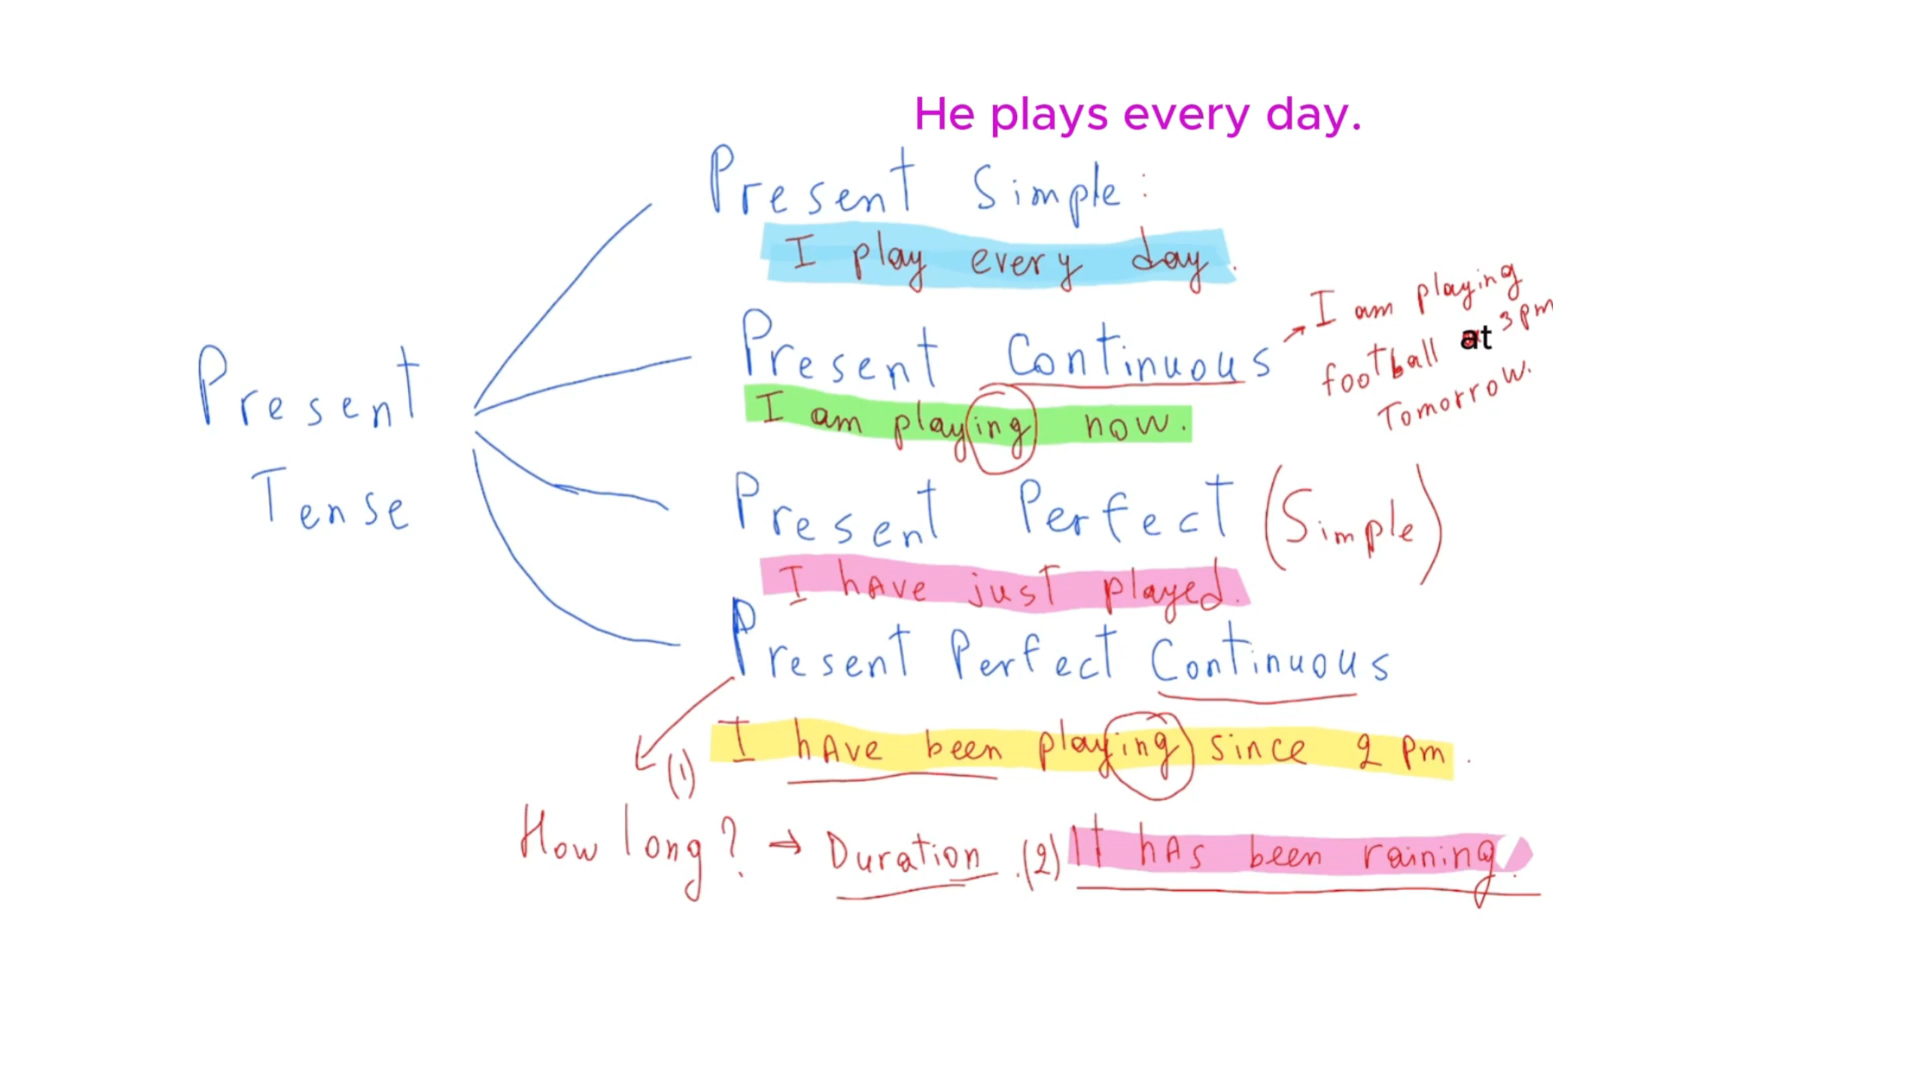 He plays every day.
Present Simple:
I play every day.
Present Continuous
I am playing now.
I am playing
football at 3 pm
Tomorrow.
Present
Tense
Present Perfect (Simple)
I have just played.
Present Perfect Continuous
(1) I have been playing since 2 pm.
How long? → Duration. (2) It has been raining.